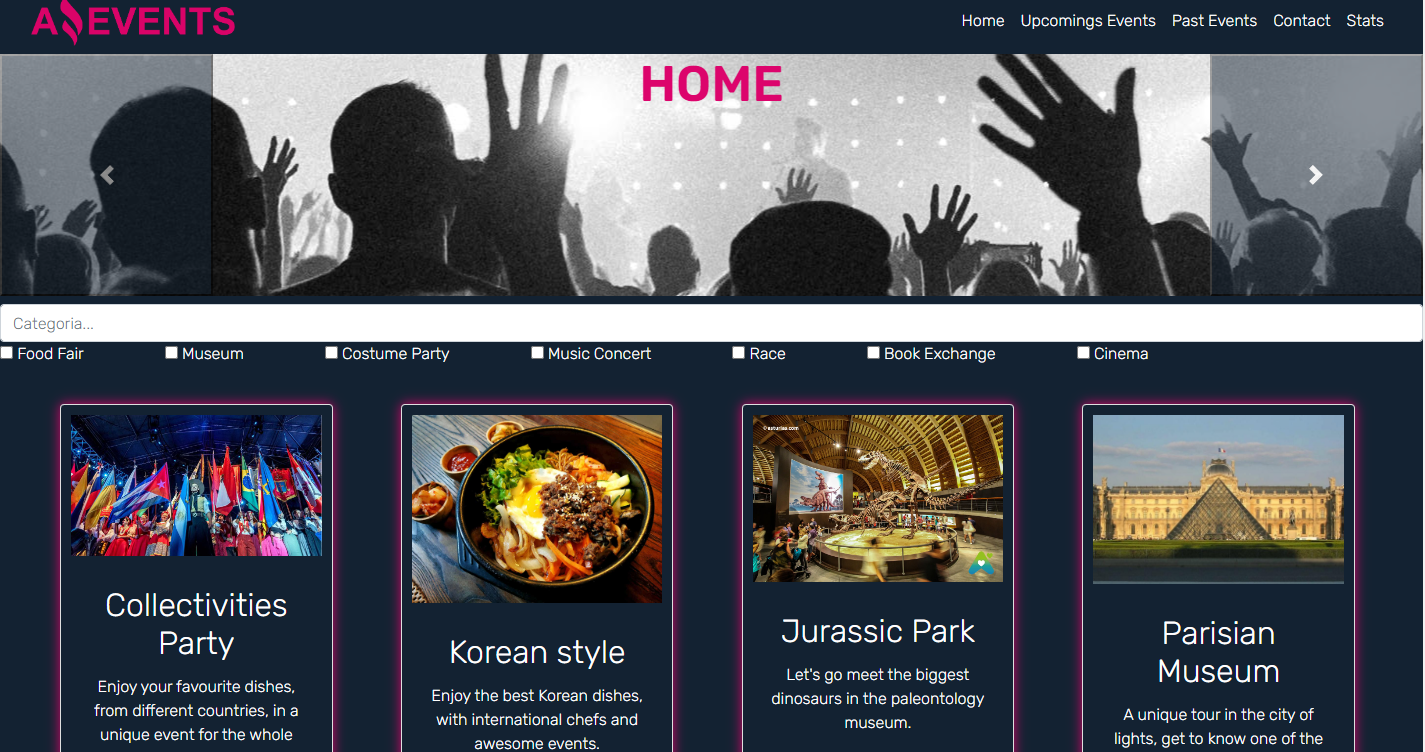 A EVENTS
Home Upcomings Events Past Events Contact Stats
HOME
Categoria...
Food Fair Museum Costume Party Music Concert Race Book Exchange Cinema
©asturias.com
Collectivities
Party
Enjoy your favourite dishes,
from different countries, in a
unique event for the whole
Korean style
Enjoy the best Korean dishes,
with international chefs and
awesome events.
Jurassic Park
Let's go meet the biggest
dinosaurs in the paleontology
museum.
Parisian
Museum
A unique tour in the city of
lights, get to know one of the